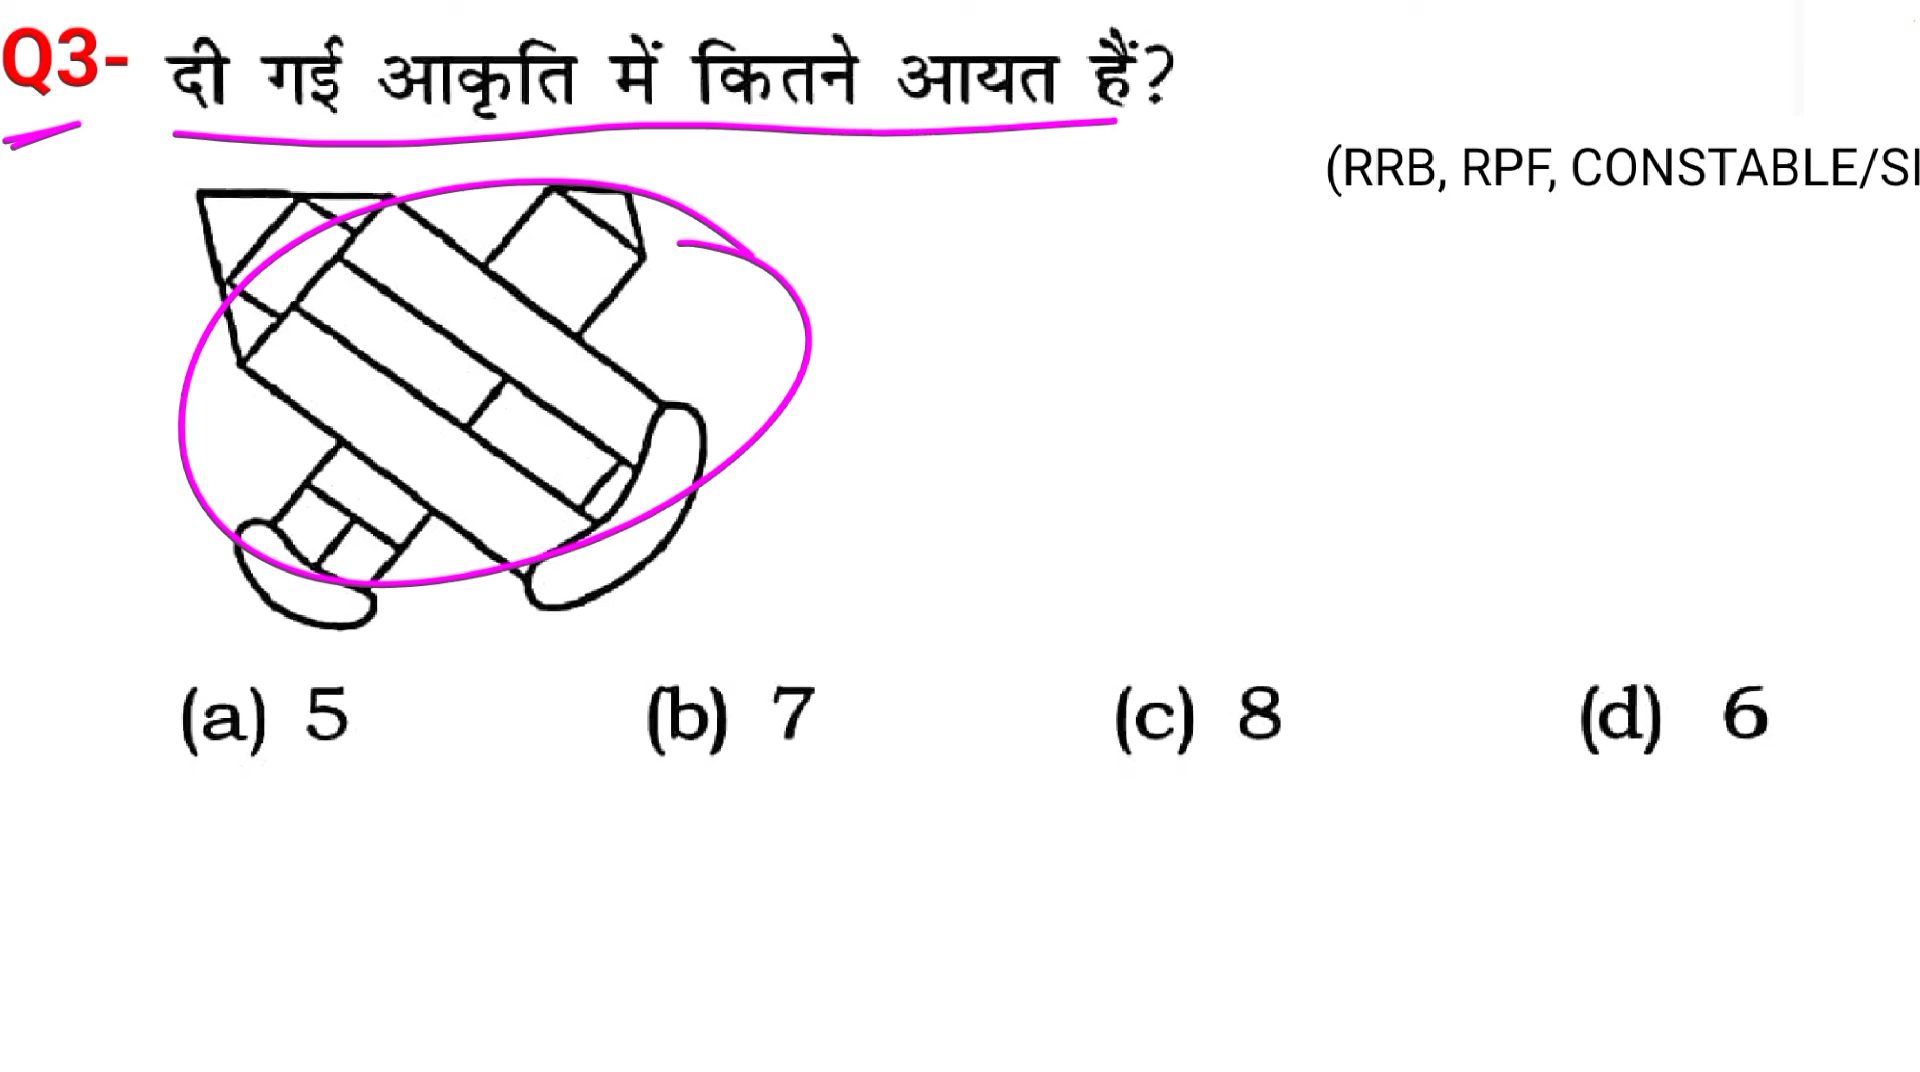 Q3- दी गई आकृति में कितने आयत हैं?
(RRB, RPF, CONSTABLE/SI
(a) 5 (b) 7 (c) 8 (d) 6